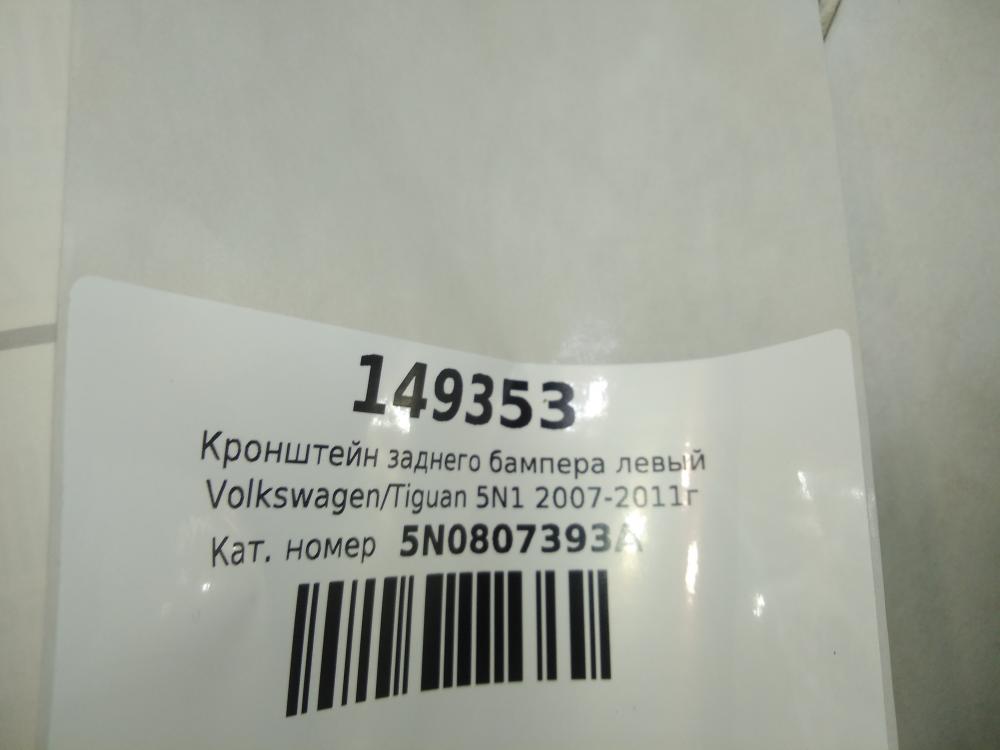 149353
Кронштейн заднего бампера левый
Volkswagen/Tiguan 5N1 2007-2011г
Кат. номер 5N0807393A